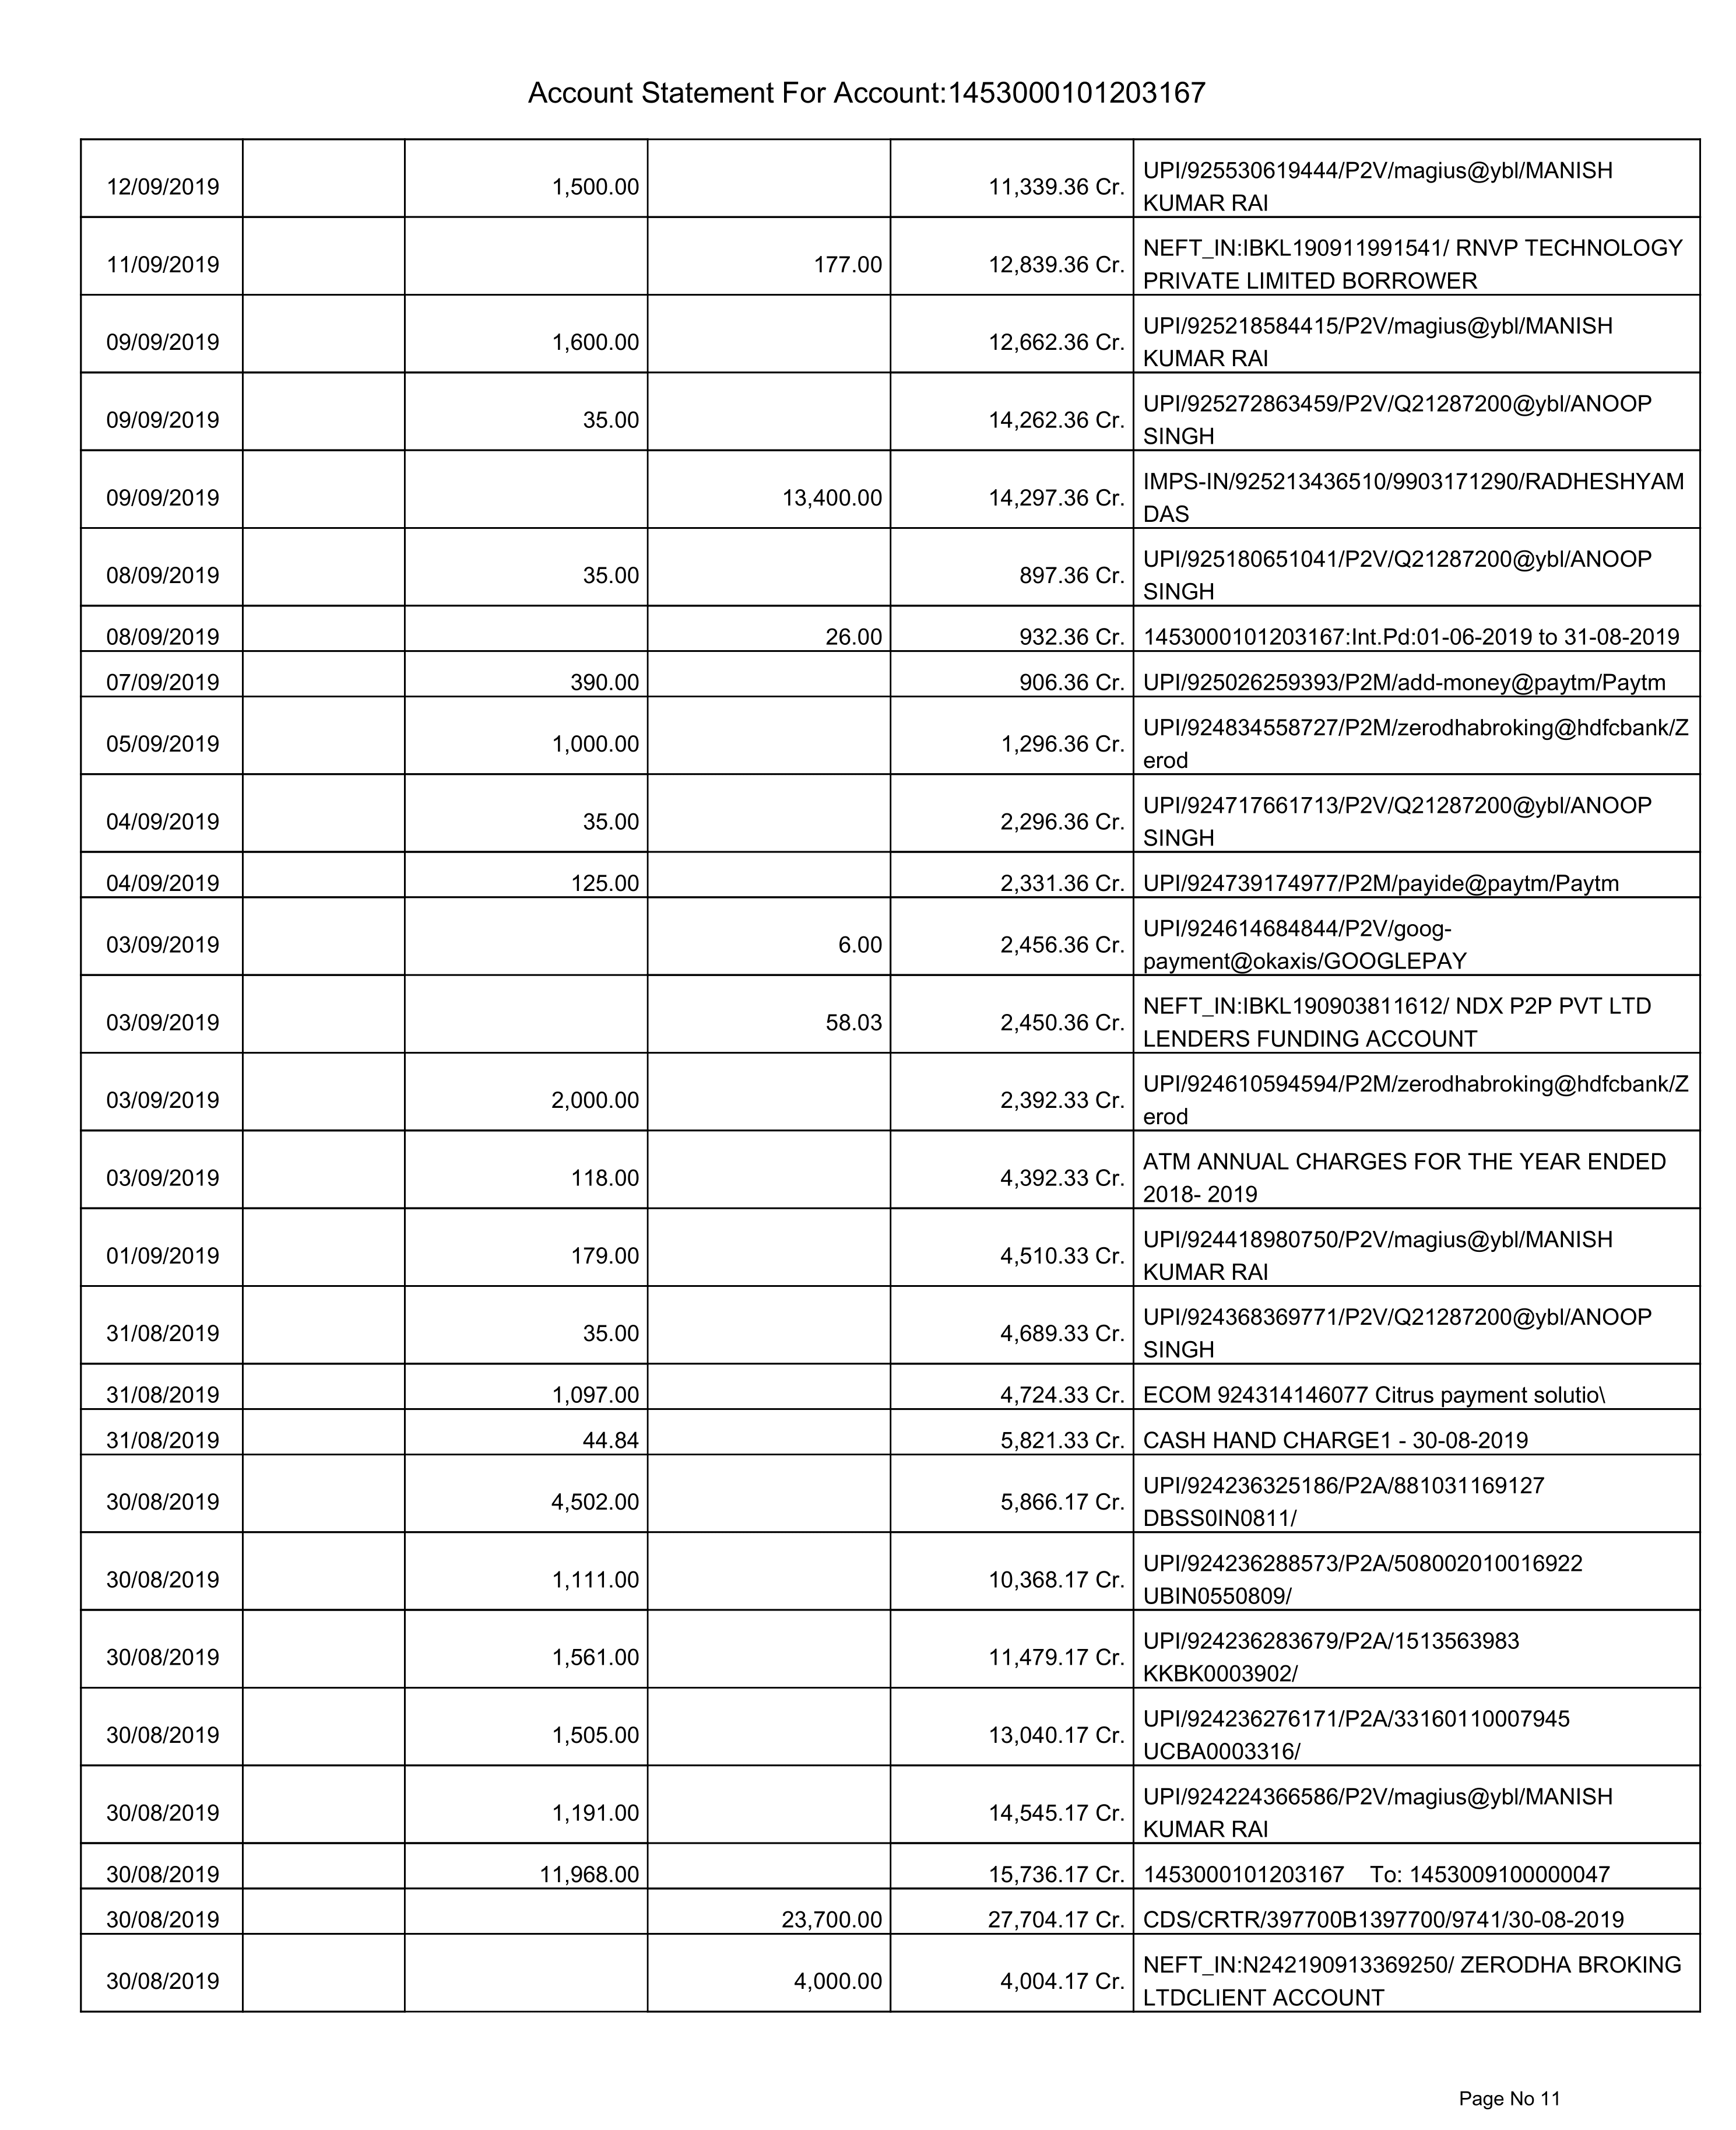 Account Statement For Account:1453000101203167
12/09/2019 1,500.00 11,339.36 Cr. UPI/925530619444/P2V/magius@ybl/MANISH
KUMAR RAI
11/09/2019 177.00 12,839.36 Cr. NEFT_IN:IBKL190911991541/ RNVP TECHNOLOGY
PRIVATE LIMITED BORROWER
09/09/2019 1,600.00 12,662.36 Cr. UPI/925218584415/P2V/magius@ybl/MANISH
KUMAR RAI
09/09/2019 35.00 14,262.36 Cr. UPI/925272863459/P2V/Q21287200@ybl/ANOOP
SINGH
09/09/2019 13,400.00 14,297.36 Cr. IMPS-IN/925213436510/9903171290/RADHESHYAM
DAS
08/09/2019 35.00 897.36 Cr. UPI/925180651041/P2V/Q21287200@ybl/ANOOP
SINGH
08/09/2019 26.00 932.36 Cr. 1453000101203167:Int.Pd:01-06-2019 to 31-08-2019
07/09/2019 390.00 906.36 Cr. UPI/925026259393/P2M/add-money@paytm/Paytm
05/09/2019 1,000.00 1,296.36 Cr. UPI/924834558727/P2M/zerodhabroking@hdfcbank/Z
erod
04/09/2019 35.00 2,296.36 Cr. UPI/924717661713/P2V/Q21287200@ybl/ANOOP
SINGH
04/09/2019 125.00 2,331.36 Cr. UPI/924739174977/P2M/payide@paytm/Paytm
03/09/2019 6.00 2,456.36 Cr. UPI/924614684844/P2V/goog-
payment@okaxis/GOOGLEPAY
03/09/2019 58.03 2,450.36 Cr. NEFT_IN:IBKL190903811612/ NDX P2P PVT LTD
LENDERS FUNDING ACCOUNT
03/09/2019 2,000.00 2,392.33 Cr. UPI/924610594594/P2M/zerodhabroking@hdfcbank/Z
erod
03/09/2019 118.00 4,392.33 Cr. ATM ANNUAL CHARGES FOR THE YEAR ENDED
2018- 2019
01/09/2019 179.00 4,510.33 Cr. UPI/924418980750/P2V/magius@ybl/MANISH
KUMAR RAI
31/08/2019 35.00 4,689.33 Cr. UPI/924368369771/P2V/Q21287200@ybl/ANOOP
SINGH
31/08/2019 1,097.00 4,724.33 Cr. ECOM 924314146077 Citrus payment solutio\
31/08/2019 44.84 5,821.33 Cr. CASH HAND CHARGE1 - 30-08-2019
30/08/2019 4,502.00 5,866.17 Cr. UPI/924236325186/P2A/881031169127
DBSS0IN0811/
30/08/2019 1,111.00 10,368.17 Cr. UPI/924236288573/P2A/508002010016922
UBIN0550809/
30/08/2019 1,561.00 11,479.17 Cr. UPI/924236283679/P2A/1513563983
KKBK0003902/
30/08/2019 1,505.00 13,040.17 Cr. UPI/924236276171/P2A/33160110007945
UCBA0003316/
30/08/2019 1,191.00 14,545.17 Cr. UPI/924224366586/P2V/magius@ybl/MANISH
KUMAR RAI
30/08/2019 11,968.00 15,736.17 Cr. 1453000101203167 To: 1453009100000047
30/08/2019 23,700.00 27,704.17 Cr. CDS/CRTR/397700B1397700/9741/30-08-2019
30/08/2019 4,000.00 4,004.17 Cr. NEFT_IN:N242190913369250/ ZERODHA BROKING
LTDCLIENT ACCOUNT
Page No 11